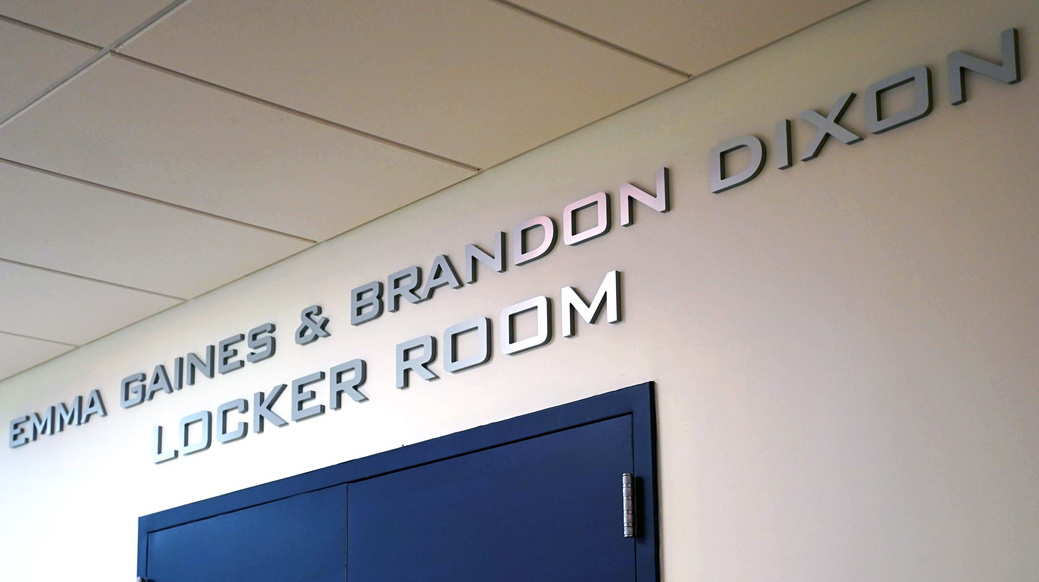 EMMA GAINES & BRANDON DIXON
LOCKER ROOM